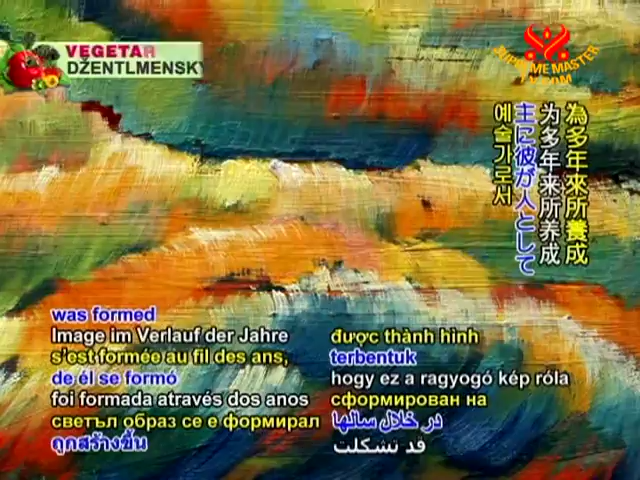 VEGETAR
DŽENTLMENSKÝ
SUPREME MASTER
TV.COM
為多年來所養成
为多年来所养成
主に彼が人として
예술가로서
was formed
Image im Verlauf der Jahre
s'est formée au fil des ans,
de él se formó
foi formada através dos anos
светъл образ се е формирал
ถูกสร้างขึ้น
được thành hình
terbentuk
hogy ez a ragyogó kép róla
сформирован на
در خلال سالها
قد تشكلت